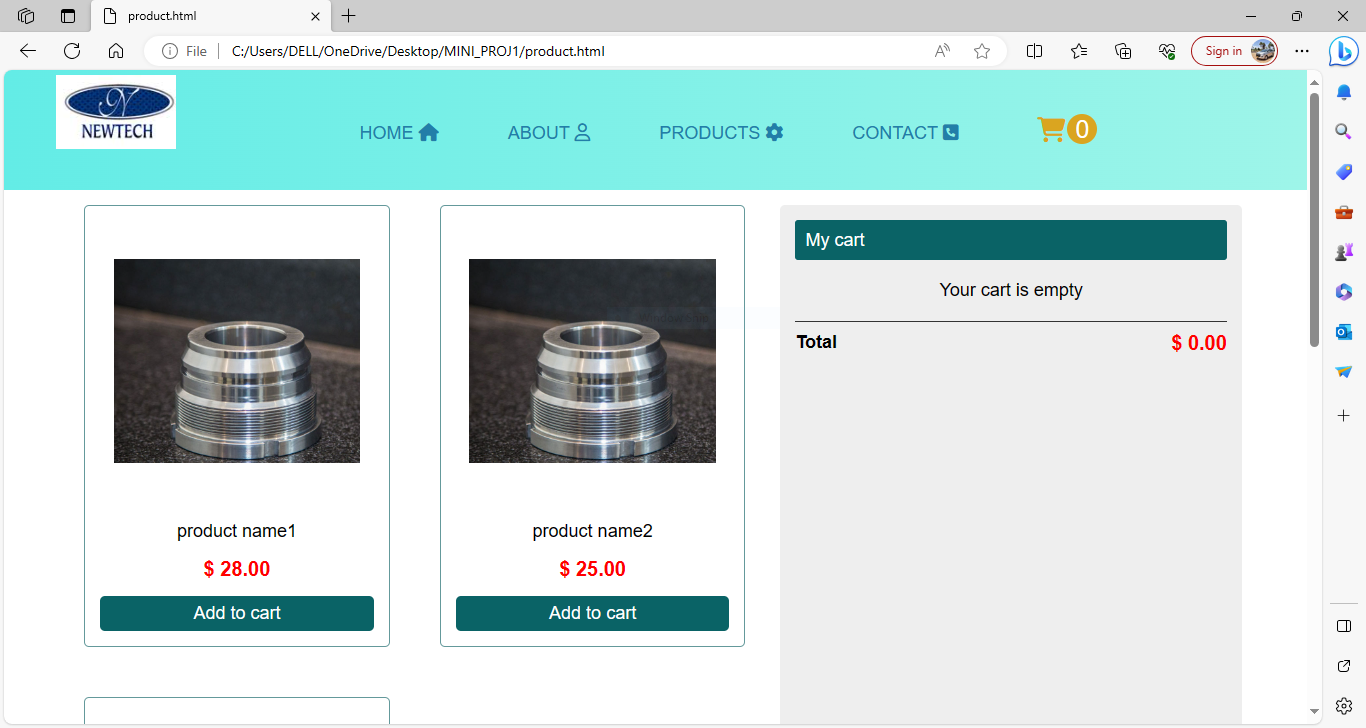 product.html
File
C:/Users/DELL/OneDrive/Desktop/MINI_PROJ1/product.html
Sign in
N
NEWTECH
HOME
ABOUT
PRODUCTS
CONTACT
0
My cart
Your cart is empty
Total
$ 0.00
product name1
$ 28.00
Add to cart
product name2
$ 25.00
Add to cart